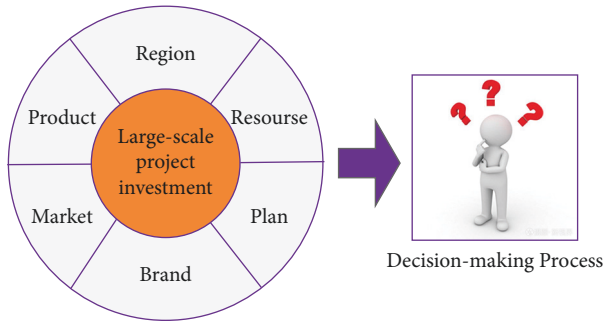 Region
Product
Resourse
Large-scale
project
investment
Market
Plan
Brand
? ? ?
Decision-making Process